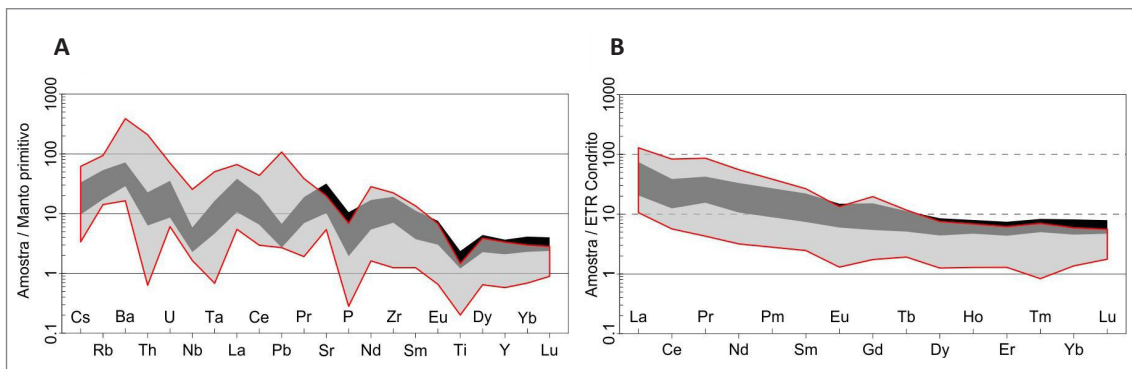 A
Amostra / Manto primitivo
1000
100
10
1
0.1
Cs Ba U Ta Ce Pr P Zr Eu Dy Yb
Rb Th Nb La Pb Sr Nd Sm Ti Y Lu
B
Amostra / ETR Condrito
1000
100
10
1
0.1
La Pr Pm Eu Tb Ho Tm Lu
Ce Nd Sm Gd Dy Er Yb